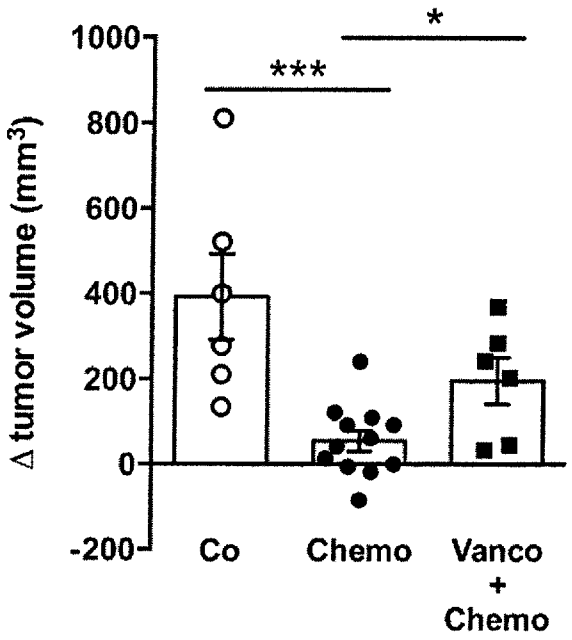 *
***
1000
800
600
400
200
0
-200
Δ tumor volume (mm³)
Co
Chemo
Vanco
+
Chemo